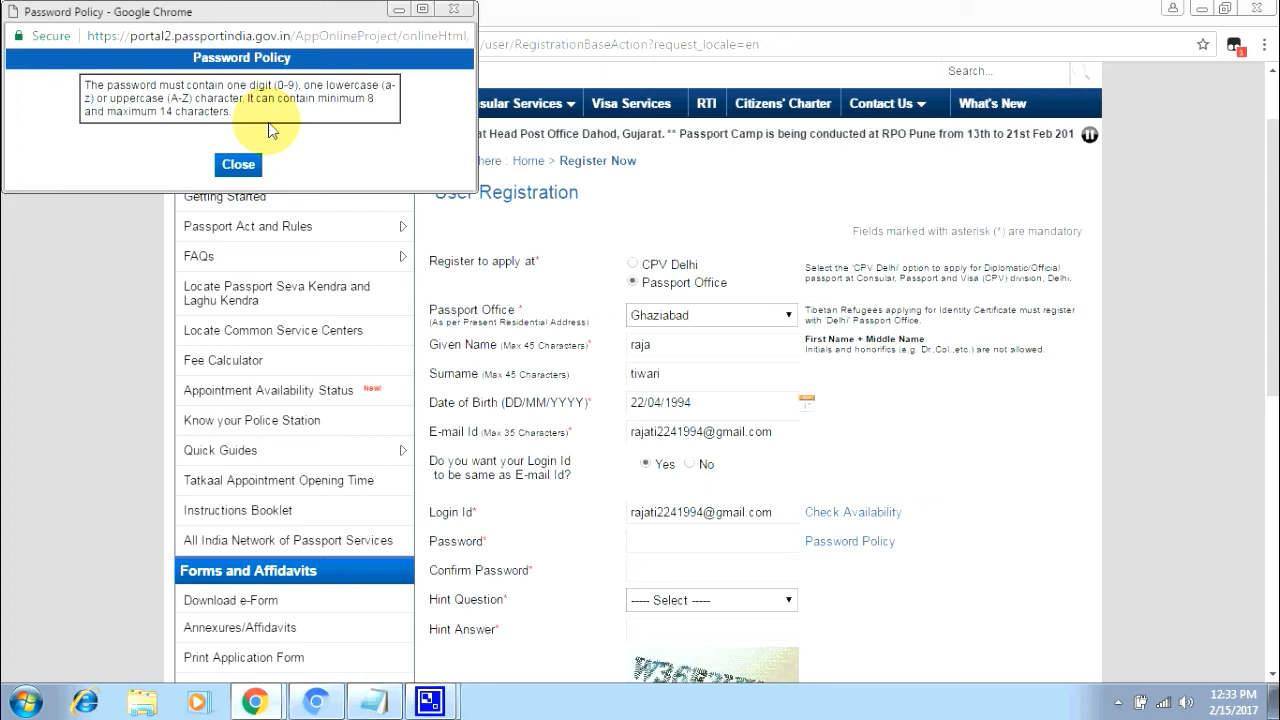 Password Policy - Google Chrome
Secure https://portal2.passportindia.gov.in/AppOnlineProject/onlineHtml,
Password Policy
The password must contain one digit (0-9), one lowercase (a-
z) or uppercase (A-Z) character. It can contain minimum 8
and maximum 14 characters.
Close
/user/RegistrationBaseAction?request_locale=en
1
Search...
sular Services
Visa Services
RTI
Citizens' Charter
Contact Us
What's New
at Head Post Office Dahod, Gujarat. ** Passport Camp is being conducted at RPO Pune from 13th to 21st Feb 201
here : Home > Register Now
User Registration
Getting Started
Passport Act and Rules
FAQs
Locate Passport Seva Kendra and
Laghu Kendra
Locate Common Service Centers
Fee Calculator
Appointment Availability Status New!
Know your Police Station
Quick Guides
Tatkaal Appointment Opening Time
Instructions Booklet
All India Network of Passport Services
Forms and Affidavits
Download e-Form
Annexures/Affidavits
Print Application Form
Fields marked with asterisk (*) are mandatory
Register to apply at*
CPV Delhi
Passport Office
Select the 'CPV Delhi' option to apply for Diplomatic/Official
passport at Consular, Passport and Visa (CPV) division, Delhi.
Passport Office *
(As per Present Residential Address)
Ghaziabad
Tibetan Refugees applying for Identity Certificate must register
with 'Delhi' Passport Office.
Given Name (Max 45 Characters)*
raja
First Name + Middle Name
Initials and honorifics (e.g. Dr,Col.,etc.) are not allowed.
Surname (Max 45 Characters)
tiwari
Date of Birth (DD/MM/YYYY)*
22/04/1994
E-mail Id (Max 35 Characters)*
rajati2241994@gmail.com
Do you want your Login Id
to be same as E-mail Id?
Yes No
Login Id*
rajati2241994@gmail.com
Check Availability
Password*
Password Policy
Confirm Password*
Hint Question*
----- Select -----
Hint Answer*
12:33 PM
2/15/2017